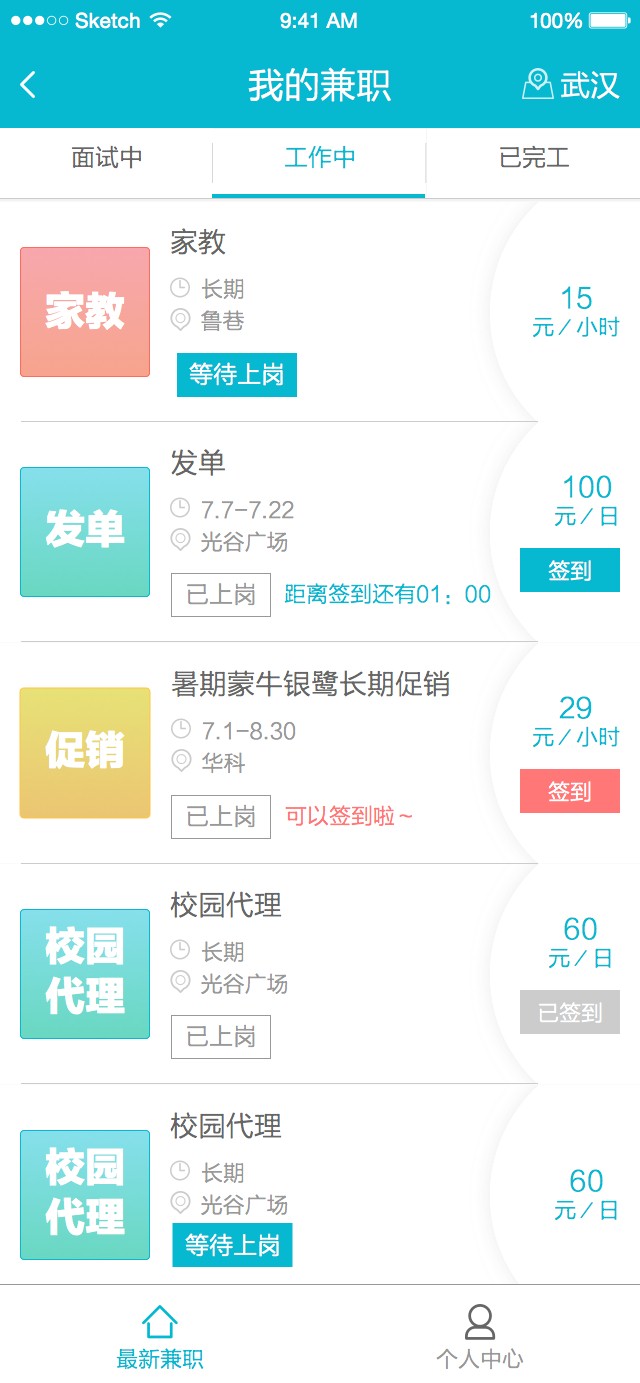 Sketch 9:41 AM 100%
我的兼职 武汉
面试中 工作中 已完工
家教
家教
长期
鲁巷
等待上岗
15
元／小时
发单
发单
7.7-7.22
光谷广场
已上岗 距离签到还有01：00
100
元／日
签到
促销
暑期蒙牛银鹭长期促销
7.1-8.30
华科
已上岗 可以签到啦~
29
元／小时
签到
校园
代理
校园代理
长期
光谷广场
已上岗
60
元／日
已签到
校园
代理
校园代理
长期
光谷广场
等待上岗
60
元／日
最新兼职 个人中心